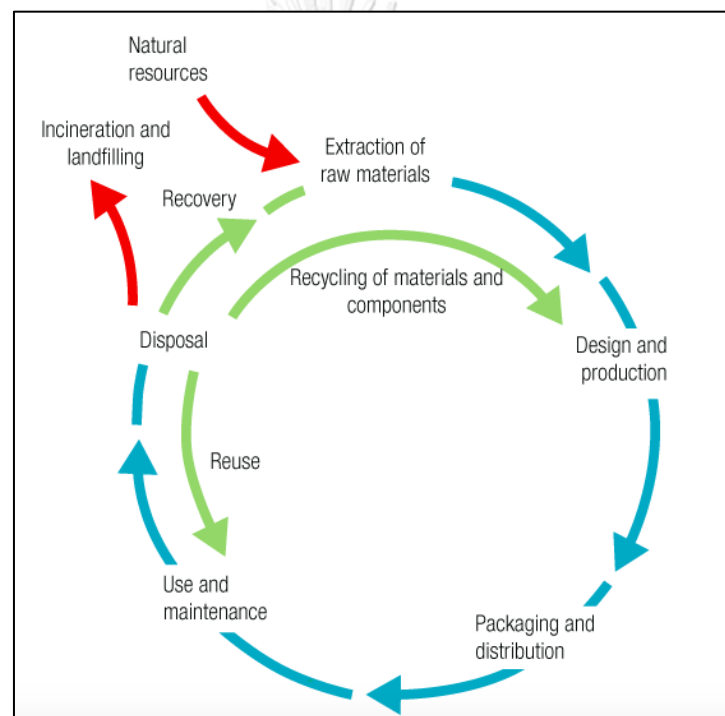 Natural
resources
Incineration and
landfilling
Extraction of
raw materials
Recovery
Recycling of materials and
components
Disposal
Design and
production
Reuse
Use and
maintenance
Packaging and
distribution